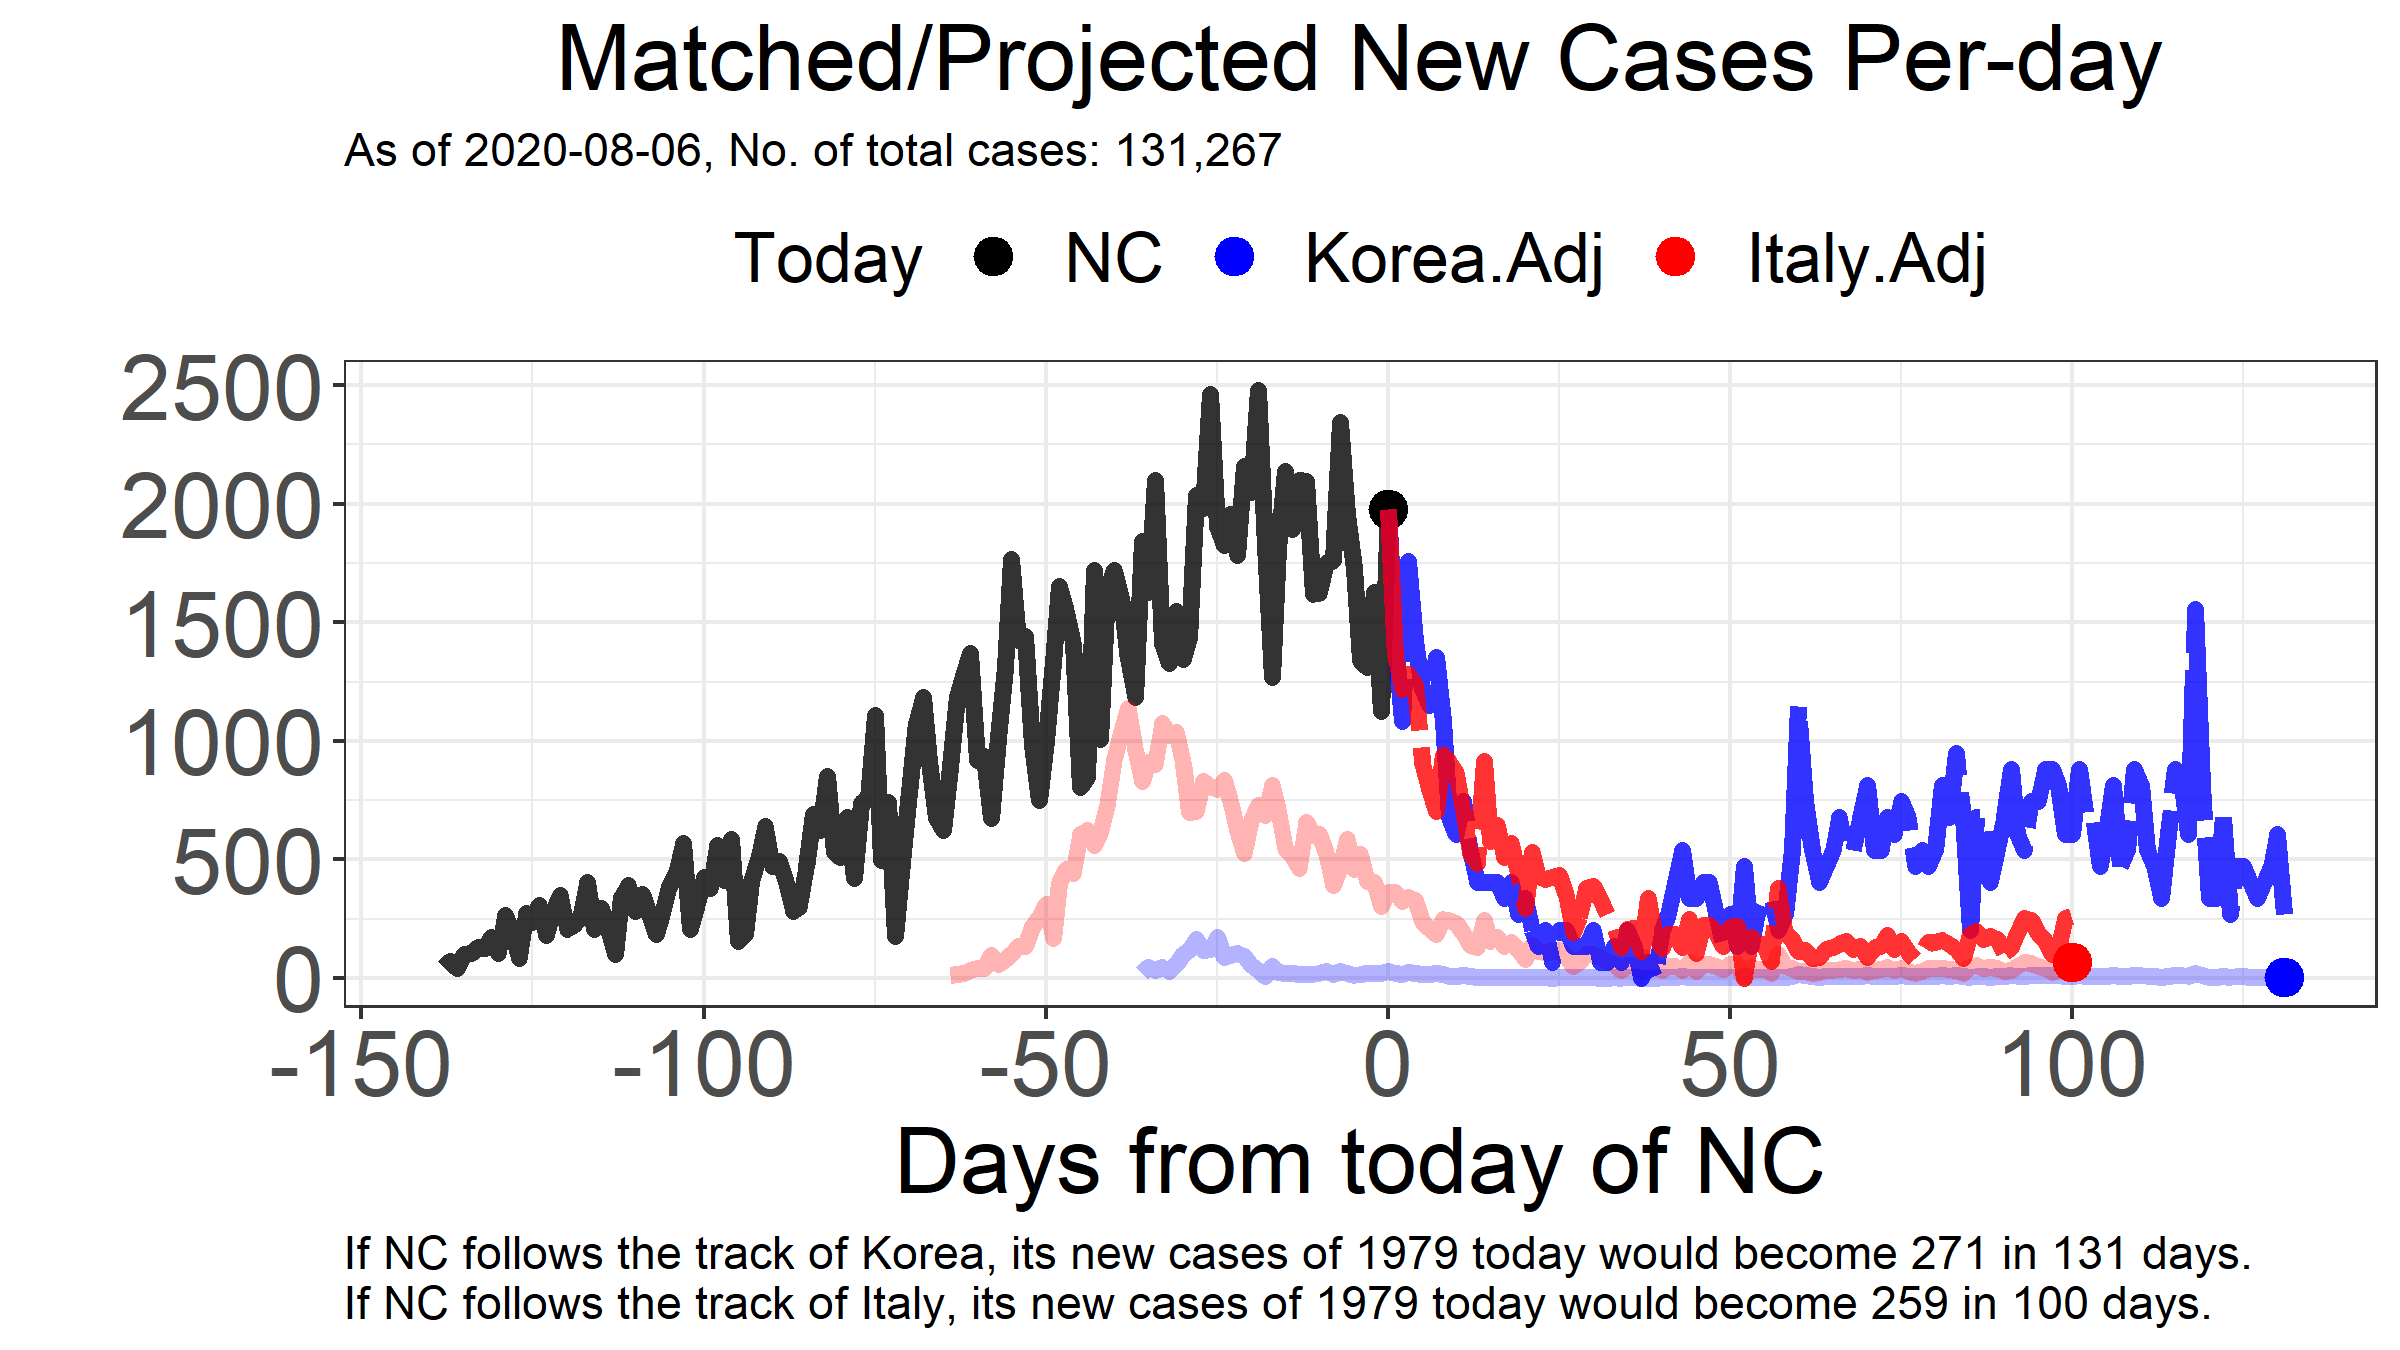 Matched/Projected New Cases Per-day
As of 2020-08-06, No. of total cases: 131,267
Today NC Korea.Adj Italy.Adj
2500
2000
1500
1000
500
0
-150 -100 -50 0 50 100
Days from today of NC
If NC follows the track of Korea, its new cases of 1979 today would become 271 in 131 days.
If NC follows the track of Italy, its new cases of 1979 today would become 259 in 100 days.